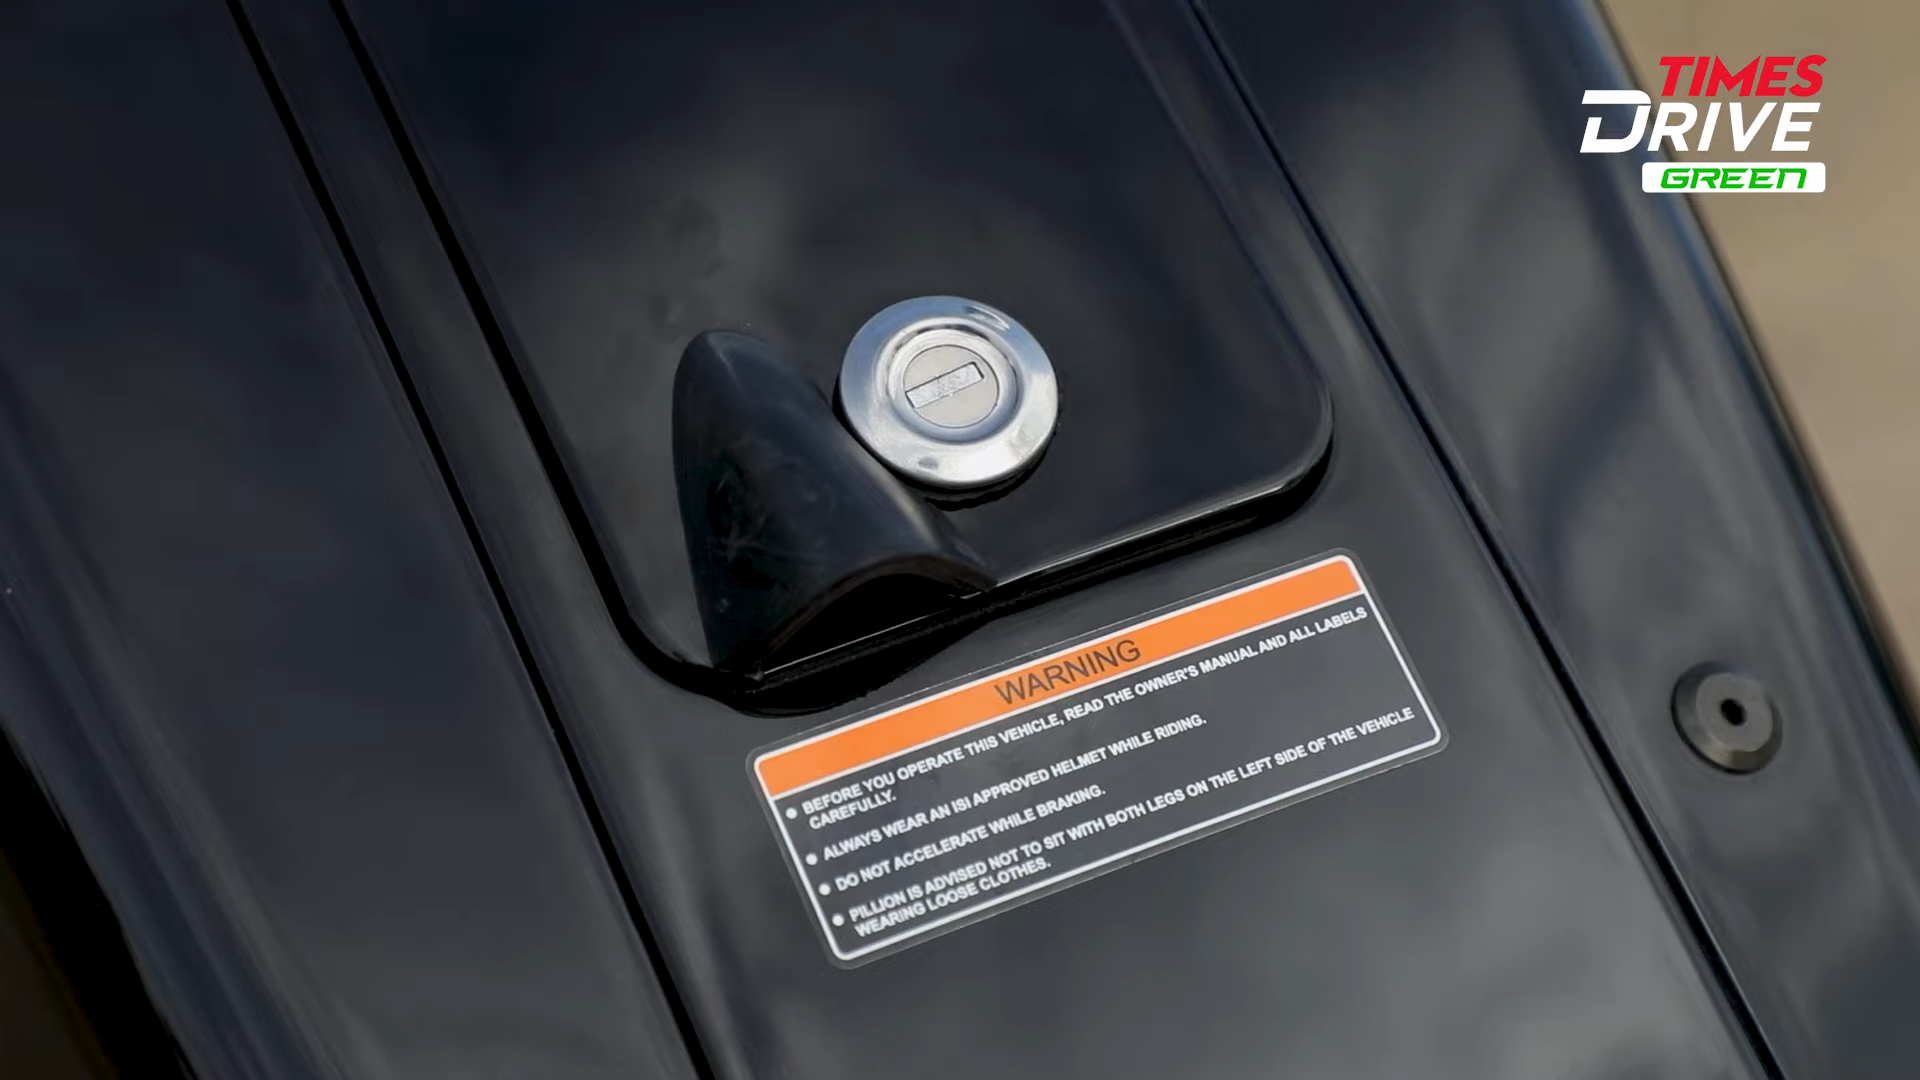 TIMES
DRIVE
GREEN
WARNING
BEFORE YOU OPERATE THIS VEHICLE, READ THE OWNER'S MANUAL AND ALL LABELS
CAREFULLY.
ALWAYS WEAR AN ISI APPROVED HELMET WHILE RIDING.
DO NOT ACCELERATE WHILE BRAKING.
PILLION IS ADVISED NOT TO SIT WITH BOTH LEGS ON THE LEFT SIDE OF THE VEHICLE
WEARING LOOSE CLOTHES.